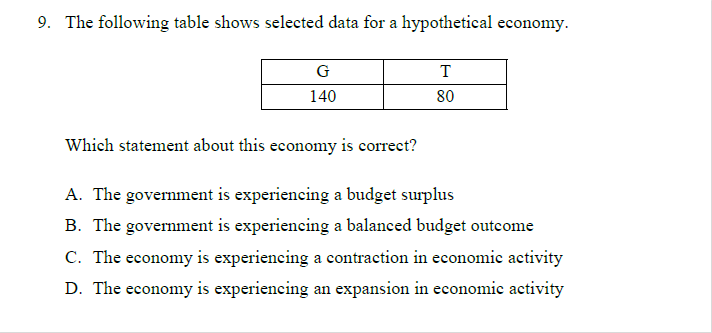 9. The following table shows selected data for a hypothetical economy.
G T
140 80
Which statement about this economy is correct?
A. The government is experiencing a budget surplus
B. The government is experiencing a balanced budget outcome
C. The economy is experiencing a contraction in economic activity
D. The economy is experiencing an expansion in economic activity